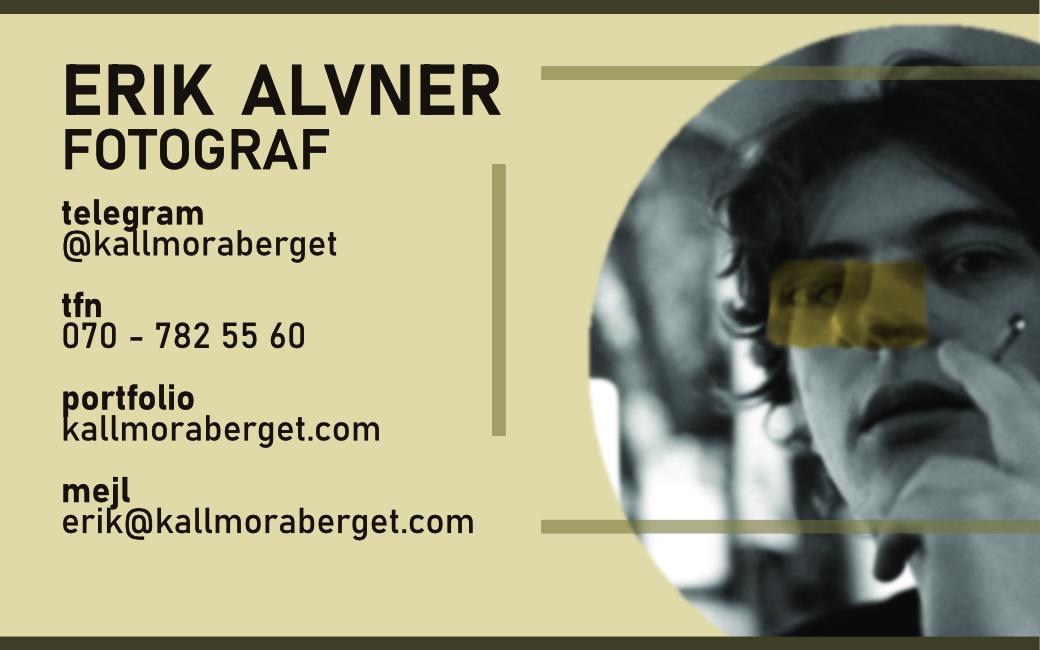 ERIK ALVNER
FOTOGRAF
telegram
@kallmoraberget
tfn
070 - 782 55 60
portfolio
kallmoraberget.com
mejl
erik@kallmoraberget.com